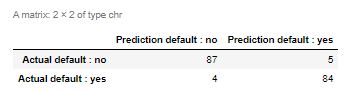 A matrix: 2 × 2 of type chr
Prediction default : no Prediction default : yes
Actual default : no 87 5
Actual default : yes 4 84